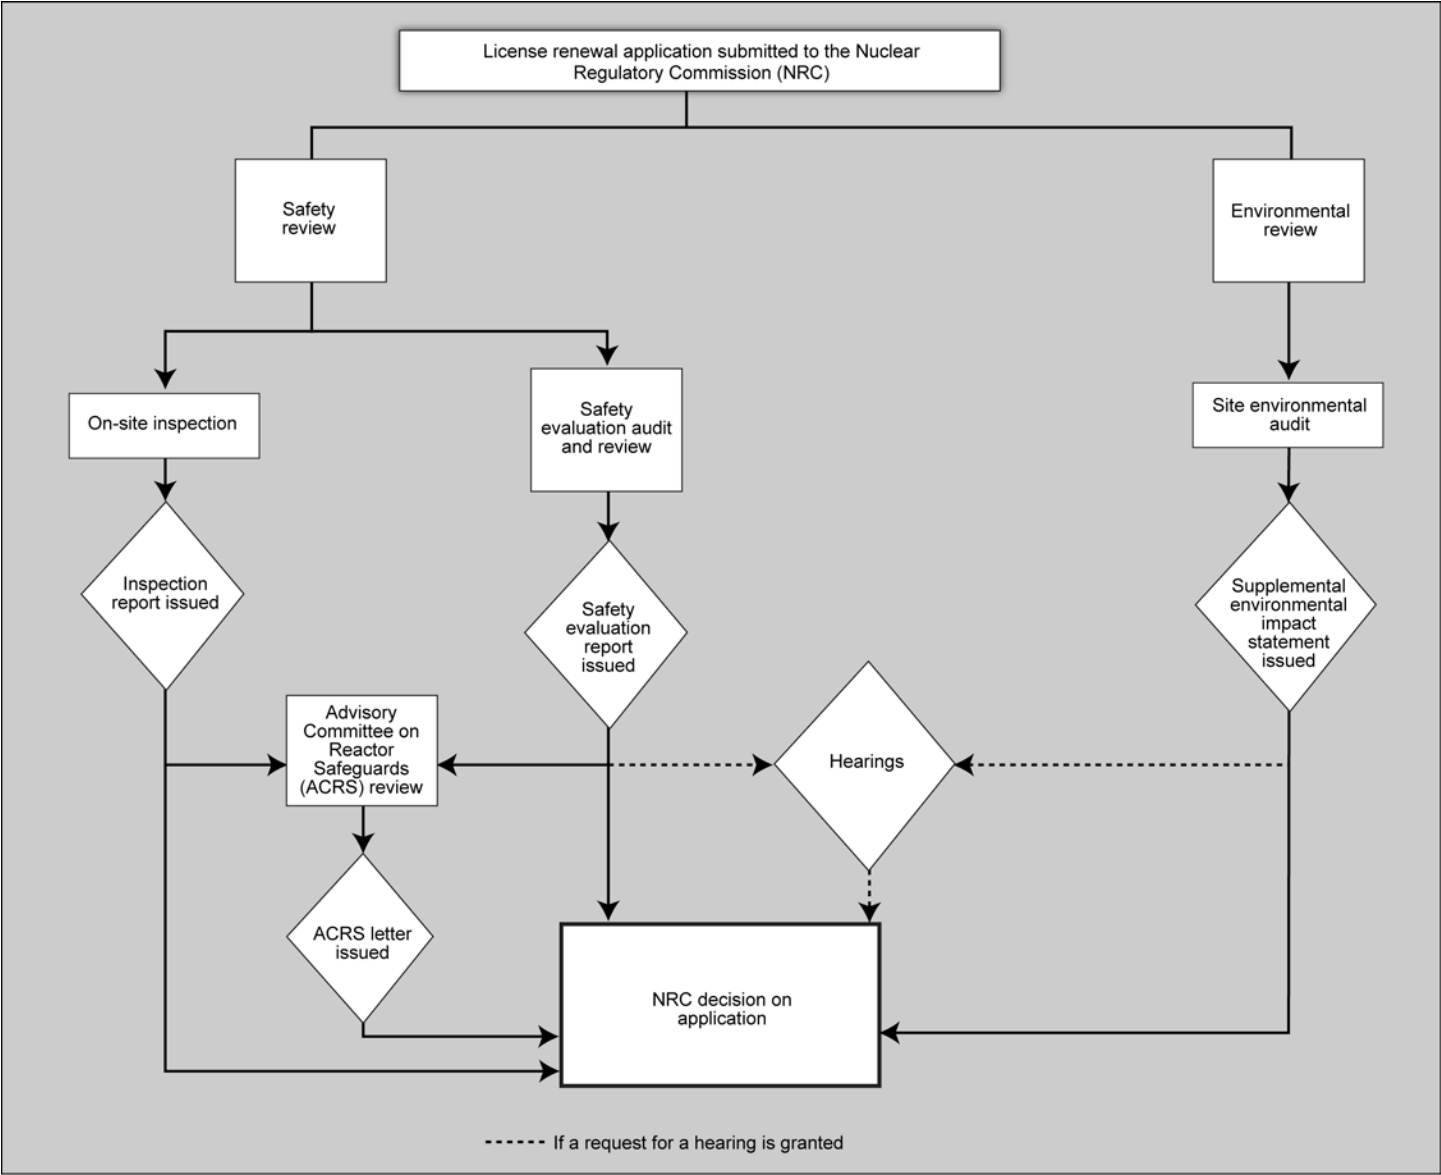 License renewal application submitted to the Nuclear
Regulatory Commission (NRC)
Safety
review
Environmental
review
On-site inspection
Safety
evaluation audit
and review
Site environmental
audit
Inspection
report issued
Safety
evaluation
report
issued
Supplemental
environmental
impact
statement
issued
Advisory
Committee on
Reactor
Safeguards
(ACRS) review
Hearings
ACRS letter
issued
NRC decision on
application
If a request for a hearing is granted